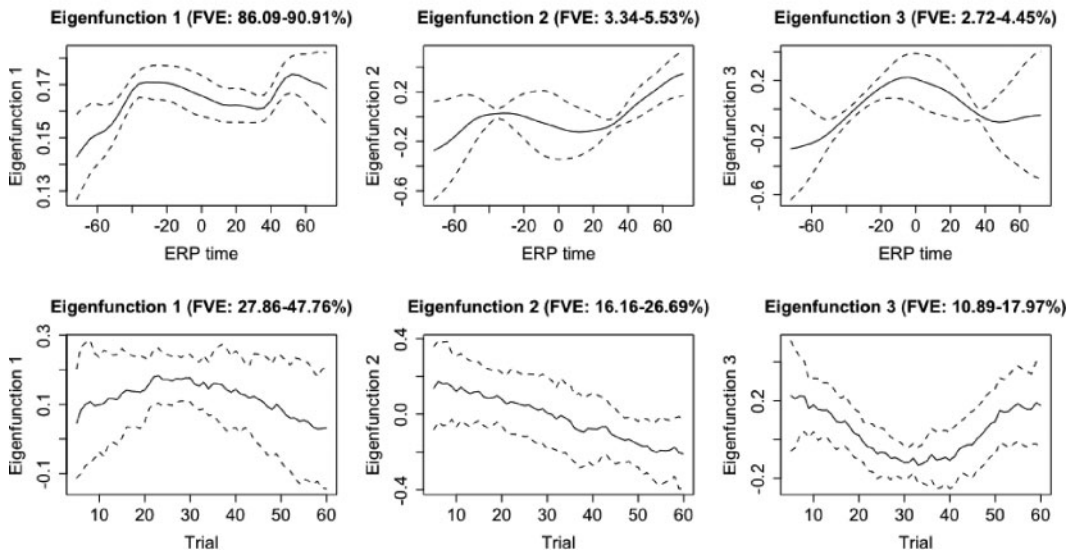 Eigenfunction 1 (FVE: 86.09-90.91%)
Eigenfunction 1
0.17
0.15
0.13
-60 -40 -20 0 20 40 60
ERP time
Eigenfunction 2 (FVE: 3.34-5.53%)
Eigenfunction 2
0.2
-0.2
-0.6
-60 -20 0 20 40 60
ERP time
Eigenfunction 3 (FVE: 2.72-4.45%)
Eigenfunction 3
0.2
-0.2
-0.6
-60 -20 0 20 40 60
ERP time
Eigenfunction 1 (FVE: 27.86-47.76%)
Eigenfunction 1
0.3
0.1
-0.1
10 20 30 40 50 60
Trial
Eigenfunction 2 (FVE: 16.16-26.69%)
Eigenfunction 2
0.4
0.0
-0.4
10 20 30 40 50 60
Trial
Eigenfunction 3 (FVE: 10.89-17.97%)
Eigenfunction 3
0.2
-0.2
10 20 30 40 50 60
Trial